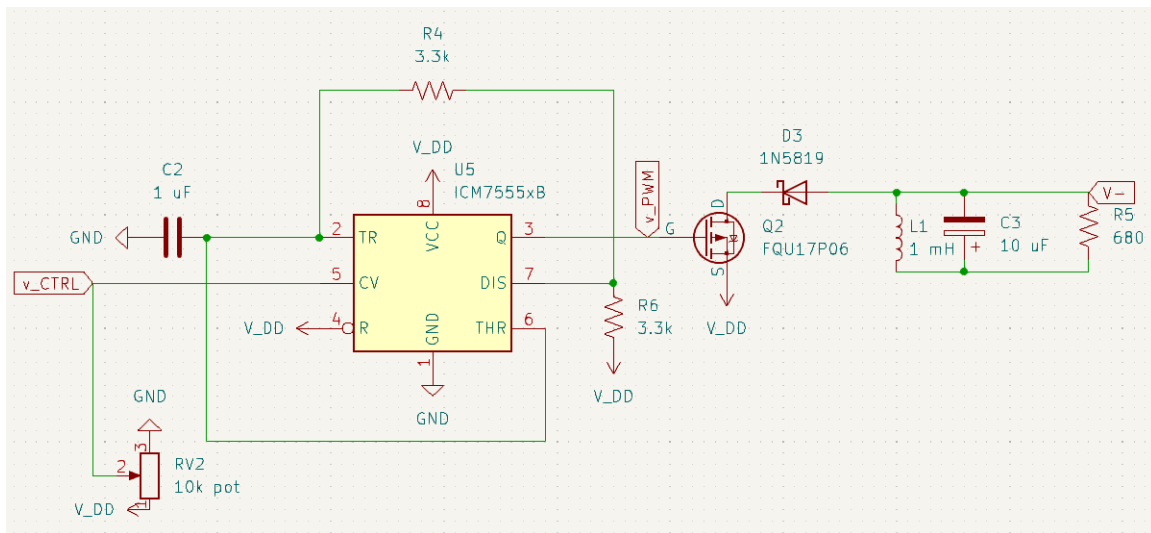 R4
3.3k
V_DD
C2
1 uF
U5
ICM7555xB
D3
1N5819
v_PWM
V-
8
VCC
GND
2
TR
Q
3
G
D
S
Q2
FQU17P06
L1
1 mH
C3
10 uF
+
R5
680
v_CTRL
5
CV
DIS
7
V_DD
4
R
GND
THR
6
R6
3.3k
V_DD
1
GND
V_DD
GND
3
2
1
RV2
10k pot
V_DD